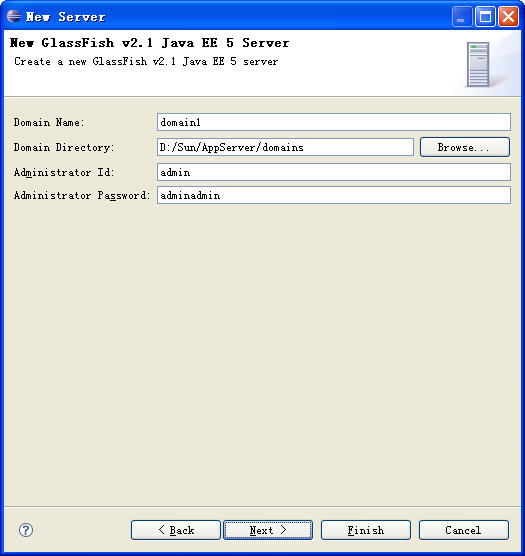 New Server
New GlassFish v2.1 Java EE 5 Server
Create a new GlassFish v2.1 Java EE 5 server
Domain Name: domain1
Domain Directory: D:/Sun/AppServer/domains Browse...
Administrator Id: admin
Administrator Password: adminadmin
? < Back Next > Finish Cancel